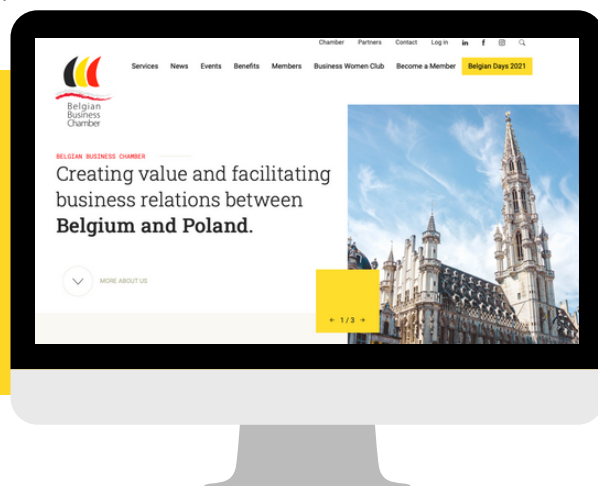 Chamber Partners Contact Log in in f
Services News Events Benefits Members Business Women Club Become a Member Belgian Days 2021
Belgian
Business
Chamber
BELGIAN BUSINESS CHAMBER
Creating value and facilitating
business relations between
Belgium and Poland.
MORE ABOUT US
← 1/3 →